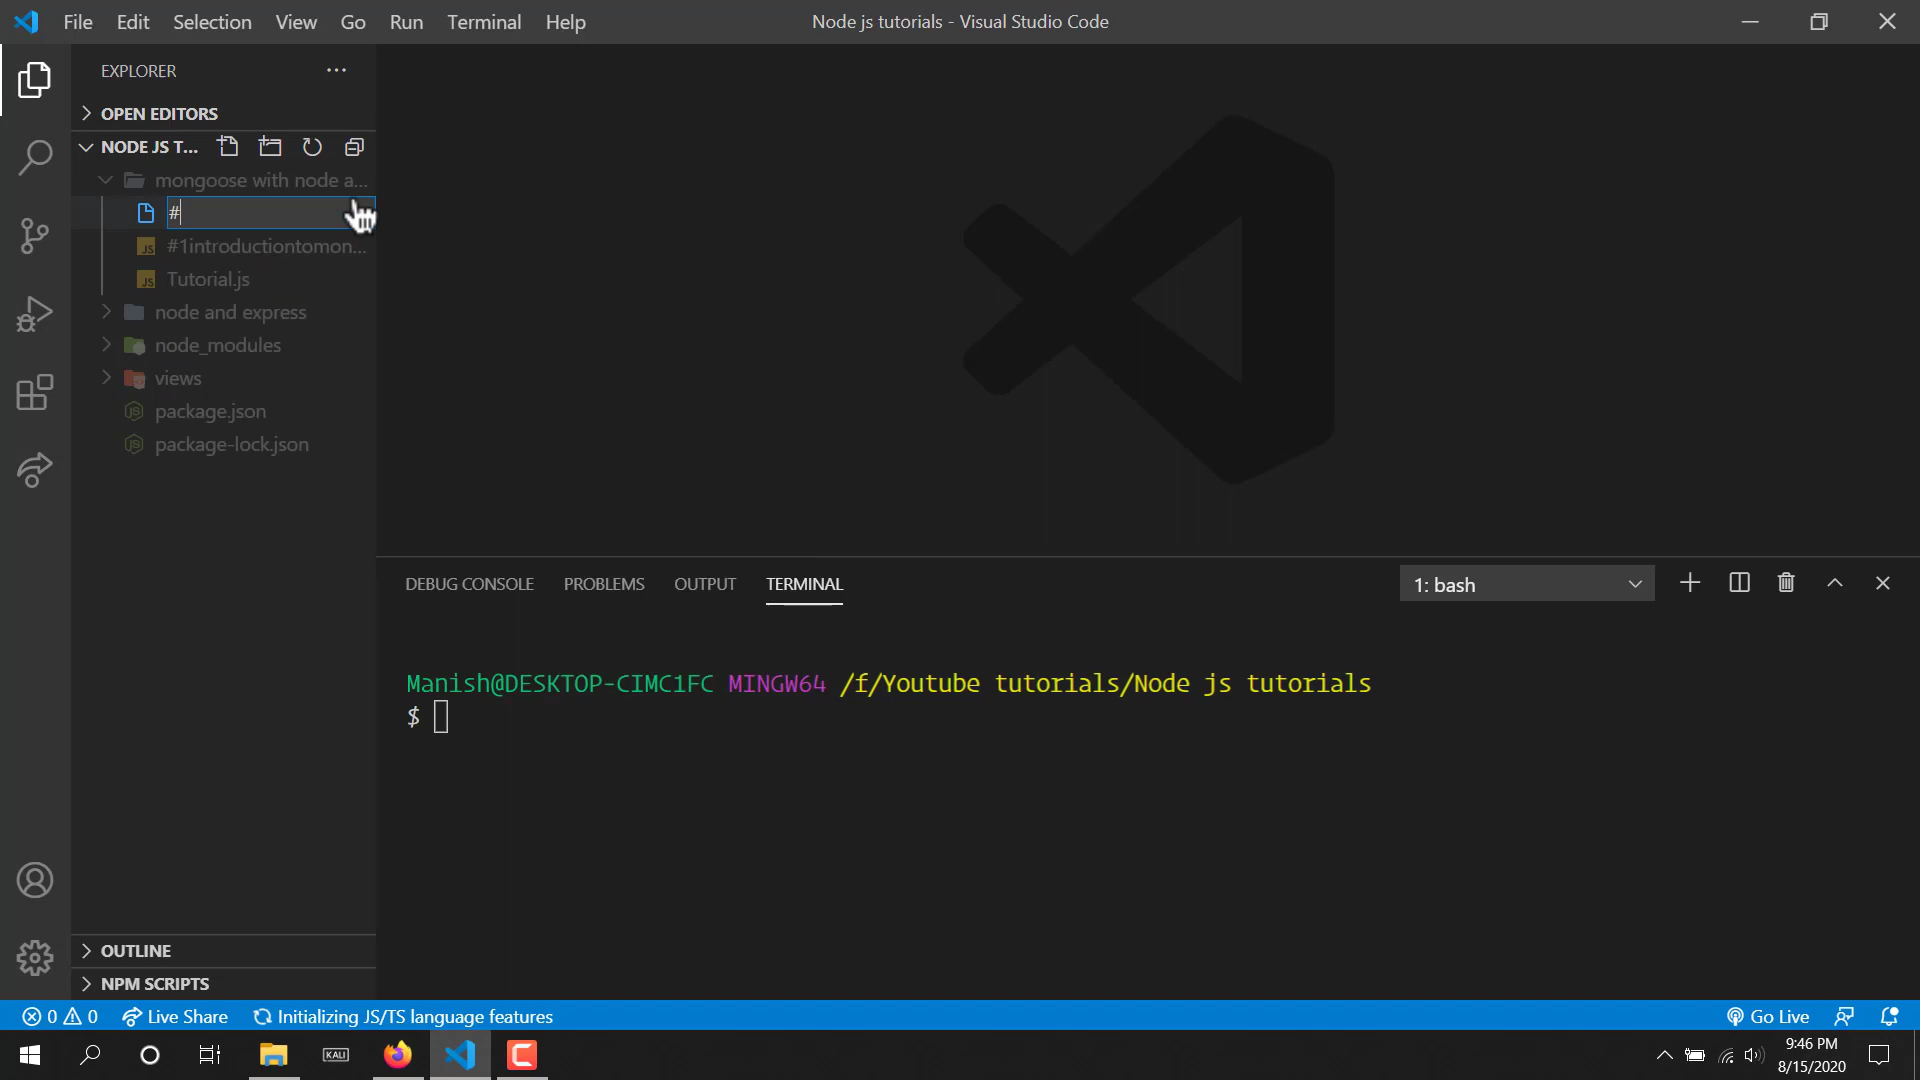 File Edit Selection View Go Run Terminal Help
Node js tutorials - Visual Studio Code
EXPLORER
OPEN EDITORS
NODE JS T...
mongoose with node a...
#
JS #1introductiontomon...
JS Tutorial.js
node and express
node_modules
views
package.json
package-lock.json
OUTLINE
NPM SCRIPTS
DEBUG CONSOLE PROBLEMS OUTPUT TERMINAL
1: bash
Manish@DESKTOP-CIMC1FC MINGW64 /f/Youtube tutorials/Node js tutorials
$
0 0 Live Share Initializing JS/TS language features
Go Live
KALI
9:46 PM
8/15/2020